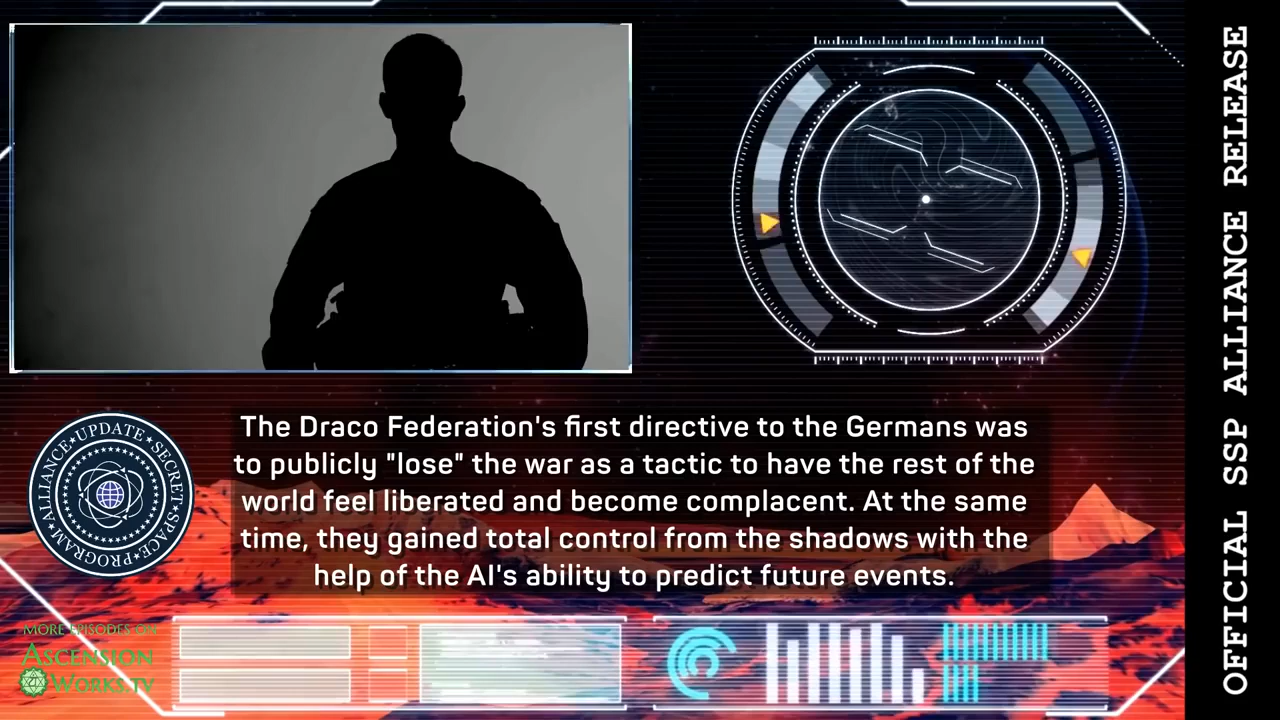 The Draco Federation's first directive to the Germans was
to publicly "lose" the war as a tactic to have the rest of the
world feel liberated and become complacent. At the same
time, they gained total control from the shadows with the
help of the AI's ability to predict future events.
ALLIANCE★UPDATE★SECRET★SPACE★PROGRAM★
MORE EPISODES ON
ASCENSION
WORKS.TV
OFFICIAL SSP ALLIANCE RELEASE